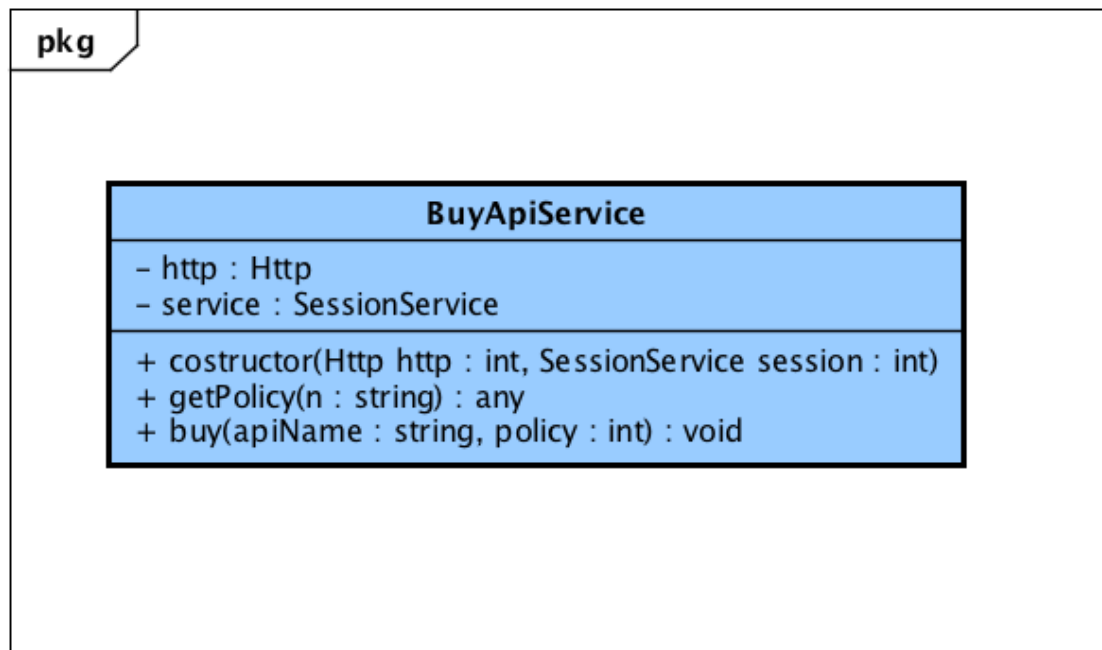 pkg
BuyApiService
– http : Http
– service : SessionService
+ costructor(Http http : int, SessionService session : int)
+ getPolicy(n : string) : any
+ buy(apiName : string, policy : int) : void